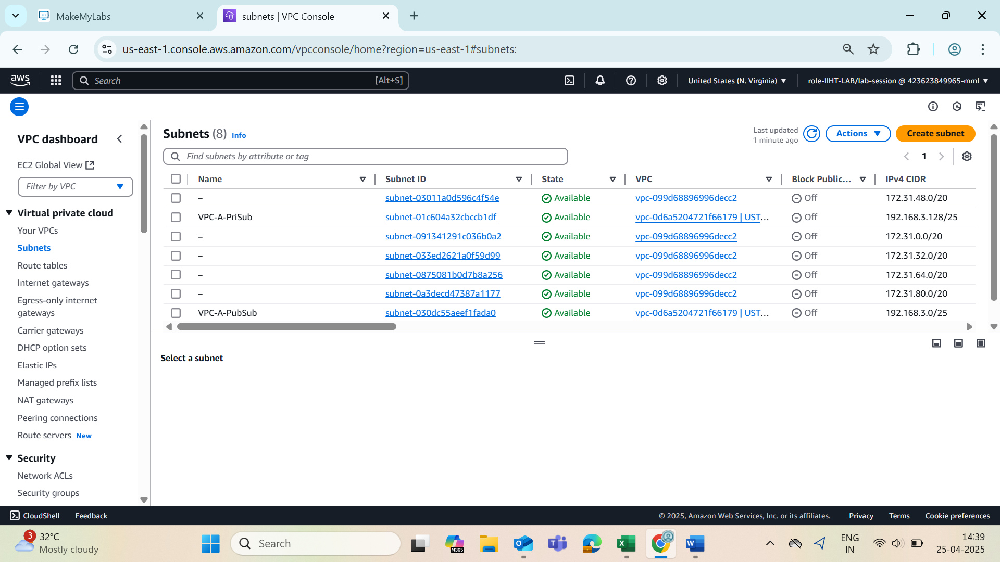 MakeMyLabs
subnets | VPC Console
us-east-1.console.aws.amazon.com/vpcconsole/home?region=us-east-1#subnets:
aws
Search [Alt+S]
United States (N. Virginia) ▼
role-IIHT-LAB/lab-session @ 423623849965-mml ▼
VPC dashboard
EC2 Global View
Filter by VPC
Virtual private cloud
Your VPCs
Subnets
Route tables
Internet gateways
Egress-only internet
gateways
Carrier gateways
DHCP option sets
Elastic IPs
Managed prefix lists
NAT gateways
Peering connections
Route servers New
Security
Network ACLs
Security groups
Subnets (8) Info
Last updated
1 minute ago
Actions
Create subnet
Find subnets by attribute or tag
1
Name Subnet ID State VPC Block Public... IPv4 CIDR
– subnet-03011a0d596c4f54e Available vpc-099d68896996decc2 Off 172.31.48.0/20
VPC-A-PriSub subnet-01c604a32cbccb1df Available vpc-0d6a5204721f66179 | UST... Off 192.168.3.128/25
– subnet-091341291c036b0a2 Available vpc-099d68896996decc2 Off 172.31.0.0/20
– subnet-033ed2621a0f59d99 Available vpc-099d68896996decc2 Off 172.31.32.0/20
– subnet-0875081b0d7b8a256 Available vpc-099d68896996decc2 Off 172.31.64.0/20
– subnet-0a3decd47387a1177 Available vpc-099d68896996decc2 Off 172.31.80.0/20
VPC-A-PubSub subnet-030dc55aeef1fada0 Available vpc-0d6a5204721f66179 | UST... Off 192.168.3.0/25
Select a subnet
CloudShell Feedback
© 2025, Amazon Web Services, Inc. or its affiliates. Privacy Terms Cookie preferences
3
32°C
Mostly cloudy
Search
M365
ENG
IN
14:39
25-04-2025